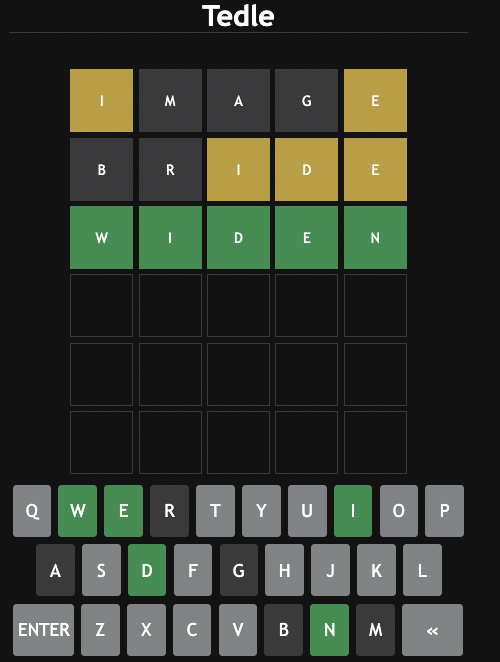 Tedle
I M A G E
B R I D E
W I D E N
Q W E R T Y U I O P
A S D F G H J K L
ENTER Z X C V B N M «